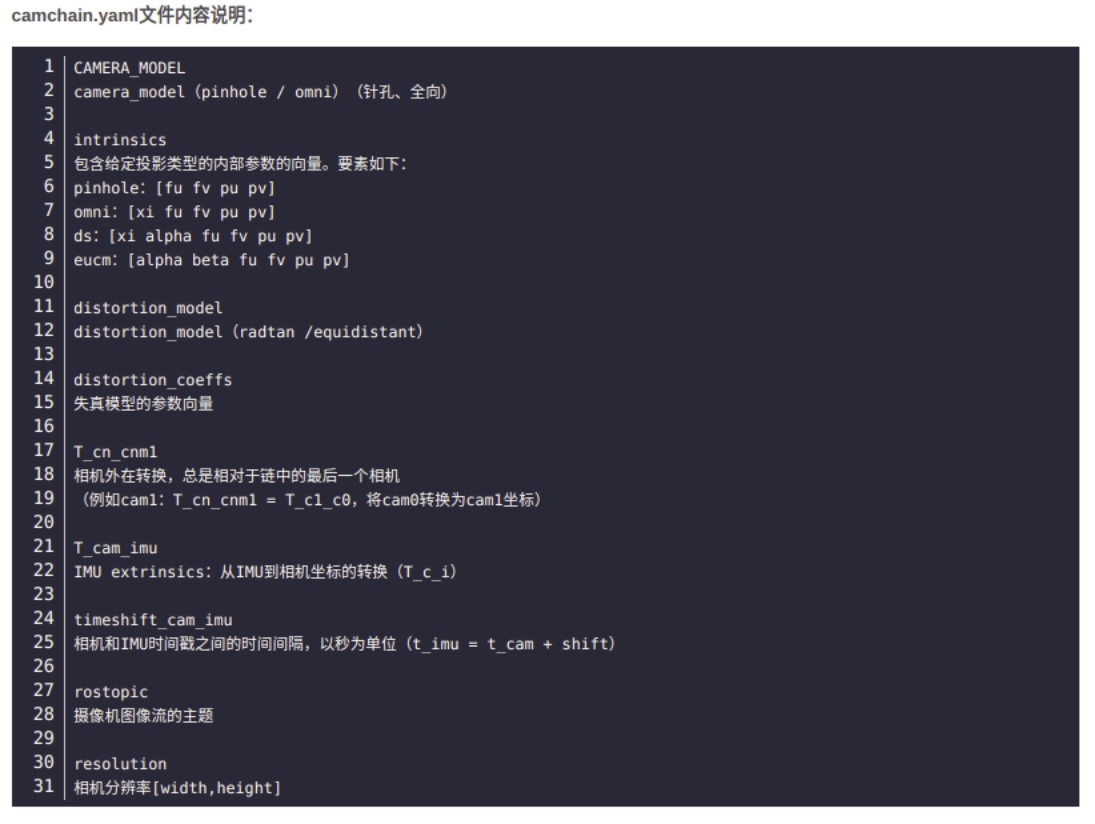 camchain.yaml文件内容说明：
1 CAMERA_MODEL
2 camera_model（pinhole / omni）（针孔、全向）
3
4 intrinsics
5 包含给定投影类型的内部参数的向量。要素如下：
6 pinhole：[fu fv pu pv]
7 omni：[xi fu fv pu pv]
8 ds：[xi alpha fu fv pu pv]
9 eucm：[alpha beta fu fv pu pv]
10
11 distortion_model
12 distortion_model（radtan /equidistant）
13
14 distortion_coeffs
15 失真模型的参数向量
16
17 T_cn_cnm1
18 相机外在转换，总是相对于链中的最后一个相机
19 （例如cam1：T_cn_cnm1 = T_c1_c0，将cam0转换为cam1坐标）
20
21 T_cam_imu
22 IMU extrinsics：从IMU到相机坐标的转换（T_c_i）
23
24 timeshift_cam_imu
25 相机和IMU时间戳之间的时间间隔，以秒为单位（t_imu = t_cam + shift）
26
27 rostopic
28 摄像机图像流的主题
29
30 resolution
31 相机分辨率[width,height]